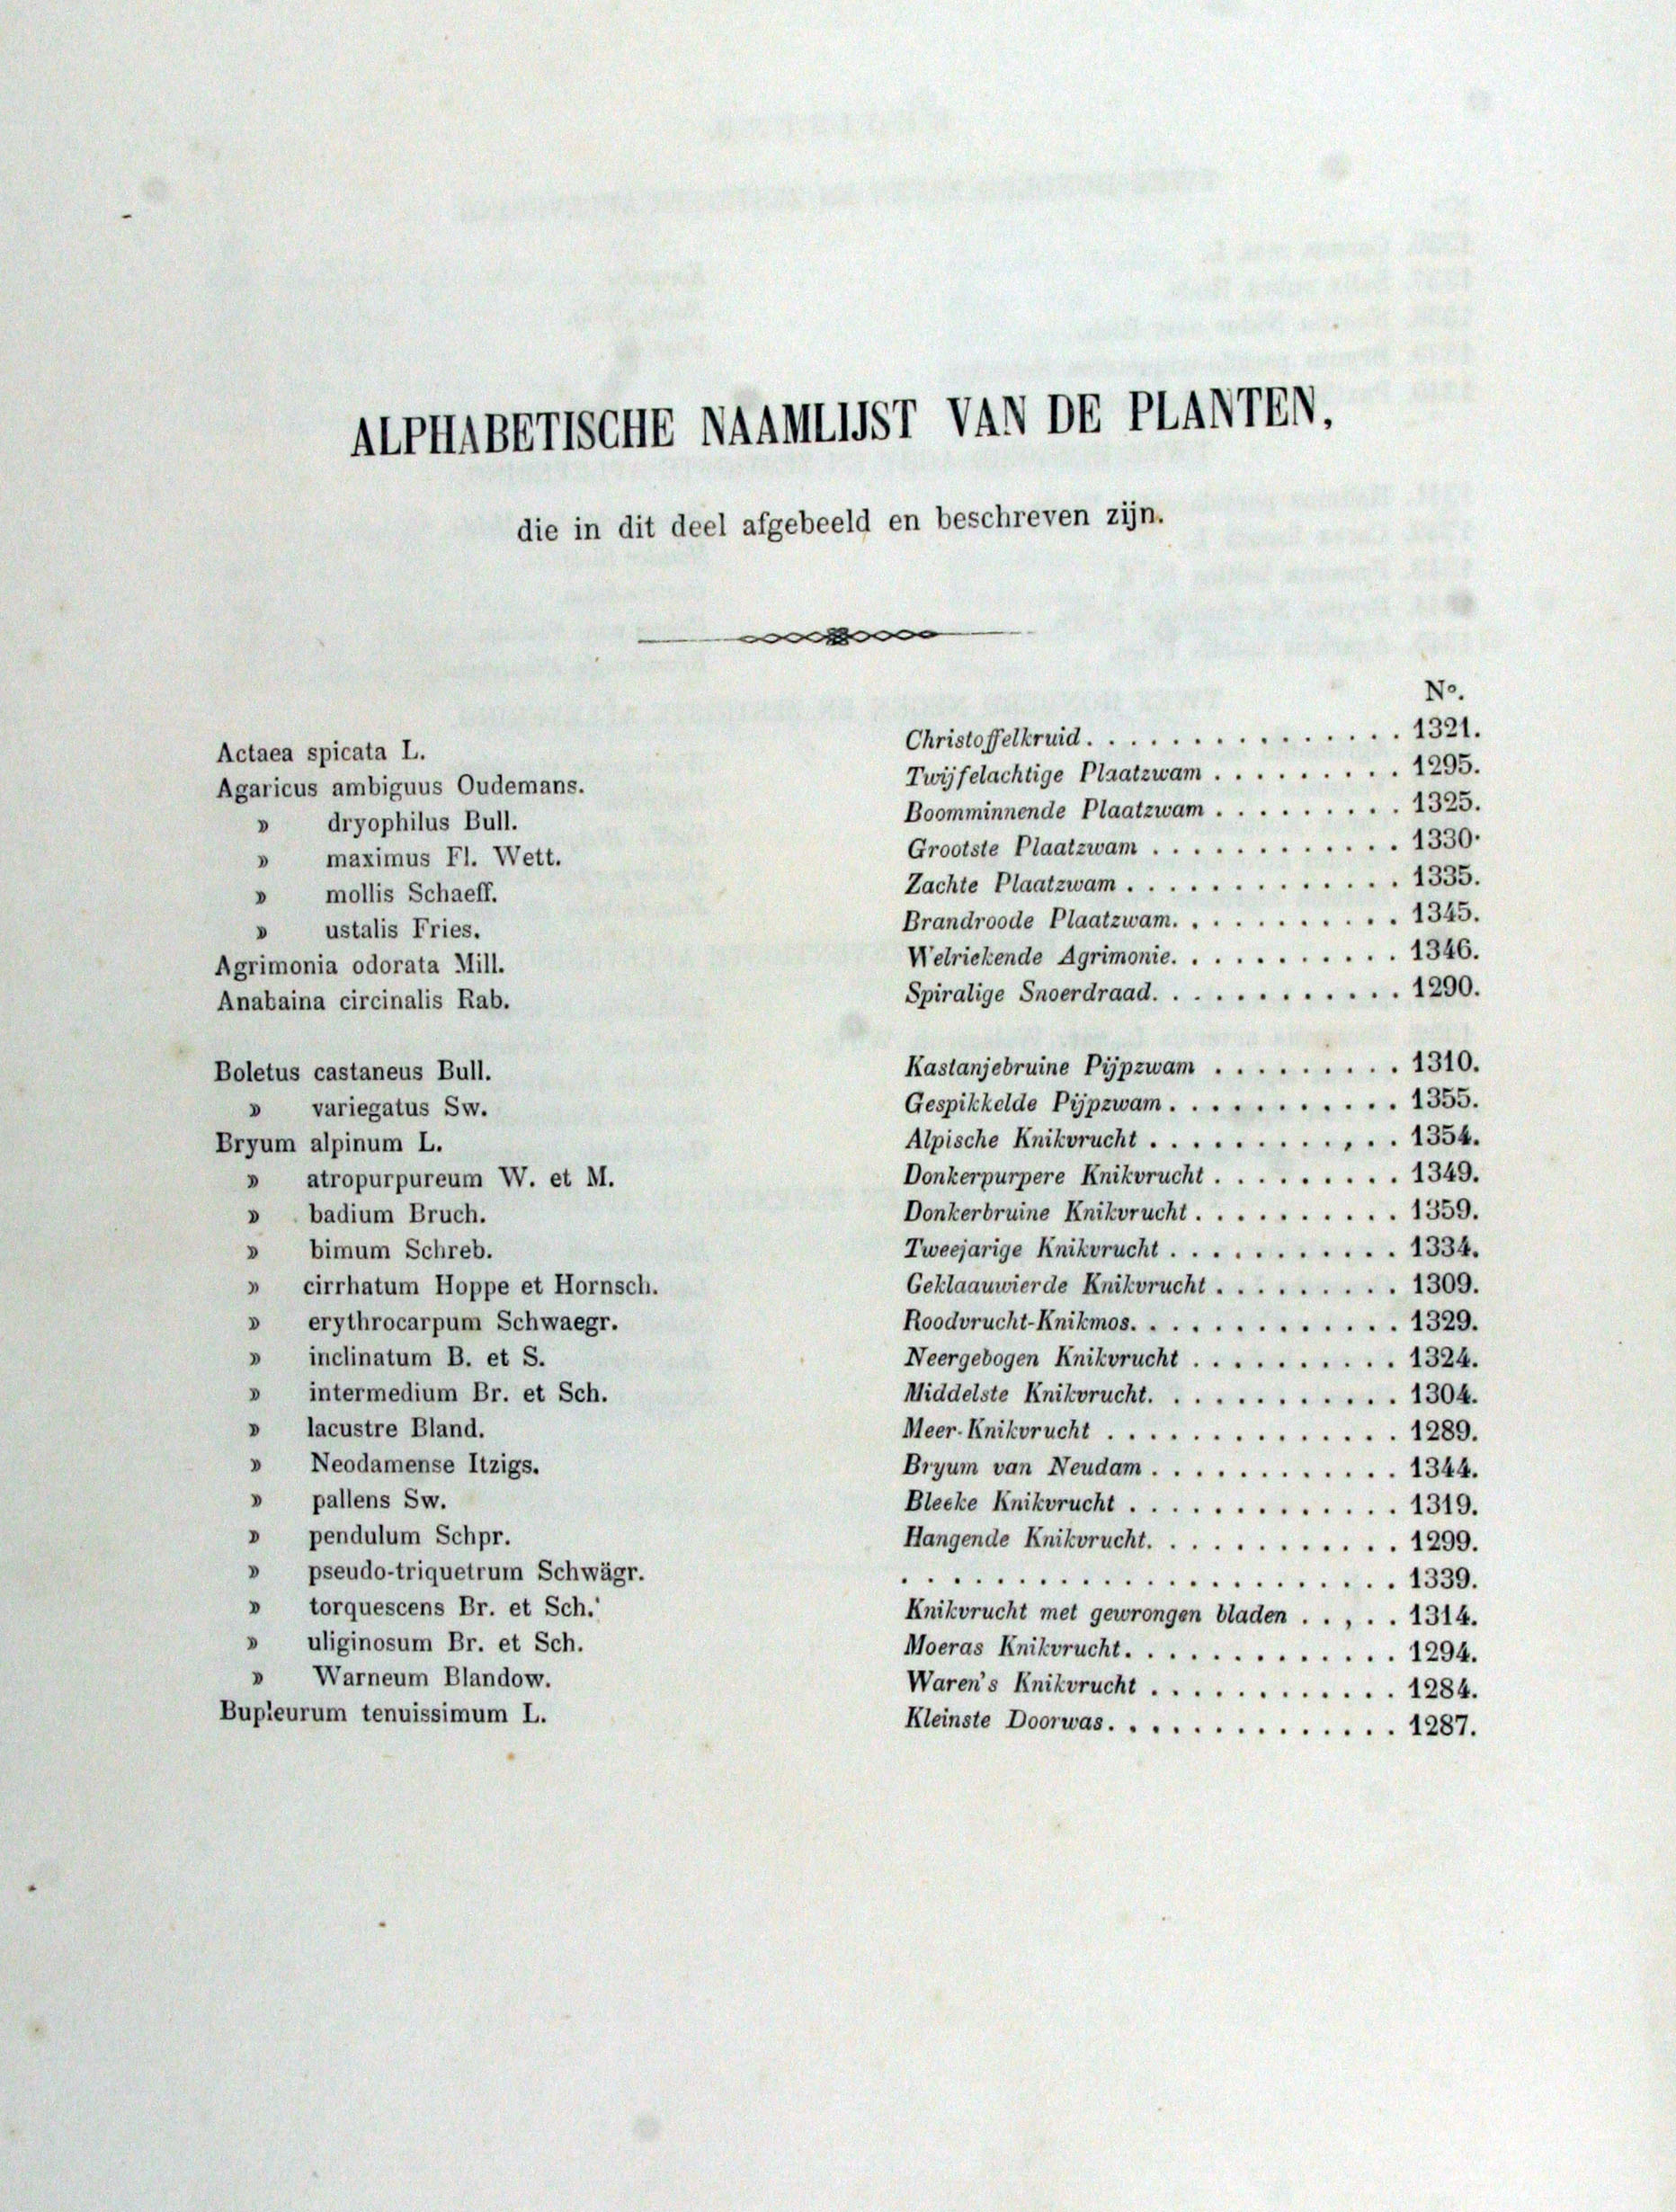 ALPHABETISCHE NAAMLIJST VAN DE PLANTEN,
die in dit deel afgebeeld en beschreven zijn.
No.
Actaea spicata L. Christoffelkruid. . . . . . . . . . . . . . . . 1321.
Agaricus ambiguus Oudemans. Twijfelachtige Plaatzwam . . . . . . . . . 1295.
» dryophilus Bull. Boomminnende Plaatzwam . . . . . . . . . 1325.
» maximus Fl. Wett. Grootste Plaatzwam . . . . . . . . . . . . 1330.
» mollis Schaeff. Zachte Plaatzwam . . . . . . . . . . . . . 1335.
» ustalis Fries. Brandroode Plaatzwam. . . . . . . . . . . 1345.
Agrimonia odorata Mill. Welriekende Agrimonie. . . . . . . . . . . 1346.
Anabaina circinalis Rab. Spiralige Snoerdraad. . . . . . . . . . . . 1290.
Boletus castaneus Bull. Kastanjebruine Pijpzwam . . . . . . . . . 1310.
» variegatus Sw. Gespikkelde Pijpzwam . . . . . . . . . . . 1355.
Bryum alpinum L. Alpische Knikvrucht . . . . . . . . . , . . 1354.
» atropurpureum W. et M. Donkerpurpere Knikvrucht . . . . . . . . . 1349.
» badium Bruch. Donkerbruine Knikvrucht . . . . . . . . . . 1359.
» bimum Schreb. Tweejarige Knikvrucht . . . . . . . . . . . 1334.
» cirrhatum Hoppe et Hornsch. Geklaauwierde Knikvrucht . . . . . . . . . 1309.
» erythrocarpum Schwaegr. Roodvrucht-Knikmos. . . . . . . . . . . . . 1329.
» inclinatum B. et S. Neergebogen Knikvrucht . . . . . . . . . . 1324.
» intermedium Br. et Sch. Middelste Knikvrucht. . . . . . . . . . . . 1304.
» lacustre Bland. Meer-Knikvrucht . . . . . . . . . . . . . . 1289.
» Neodamense Itzigs. Bryum van Neudam . . . . . . . . . . . . 1344.
» pallens Sw. Bleeke Knikvrucht . . . . . . . . . . . . . 1319.
» pendulum Schpr. Hangende Knikvrucht. . . . . . . . . . . . 1299.
» pseudo-triquetrum Schwägr. . . . . . . . . . . . . . . . . . . . . . . . 1339.
» torquescens Br. et Sch. Knikvrucht met gewrongen bladen . . , . . 1314.
» uliginosum Br. et Sch. Moeras Knikvrucht. . . . . . . . . . . . . 1294.
» Warneum Blandow. Waren's Knikvrucht . . . . . . . . . . . . 1284.
Bupleurum tenuissimum L. Kleinste Doorwas. . . . . . . . . . . . . . 1287.